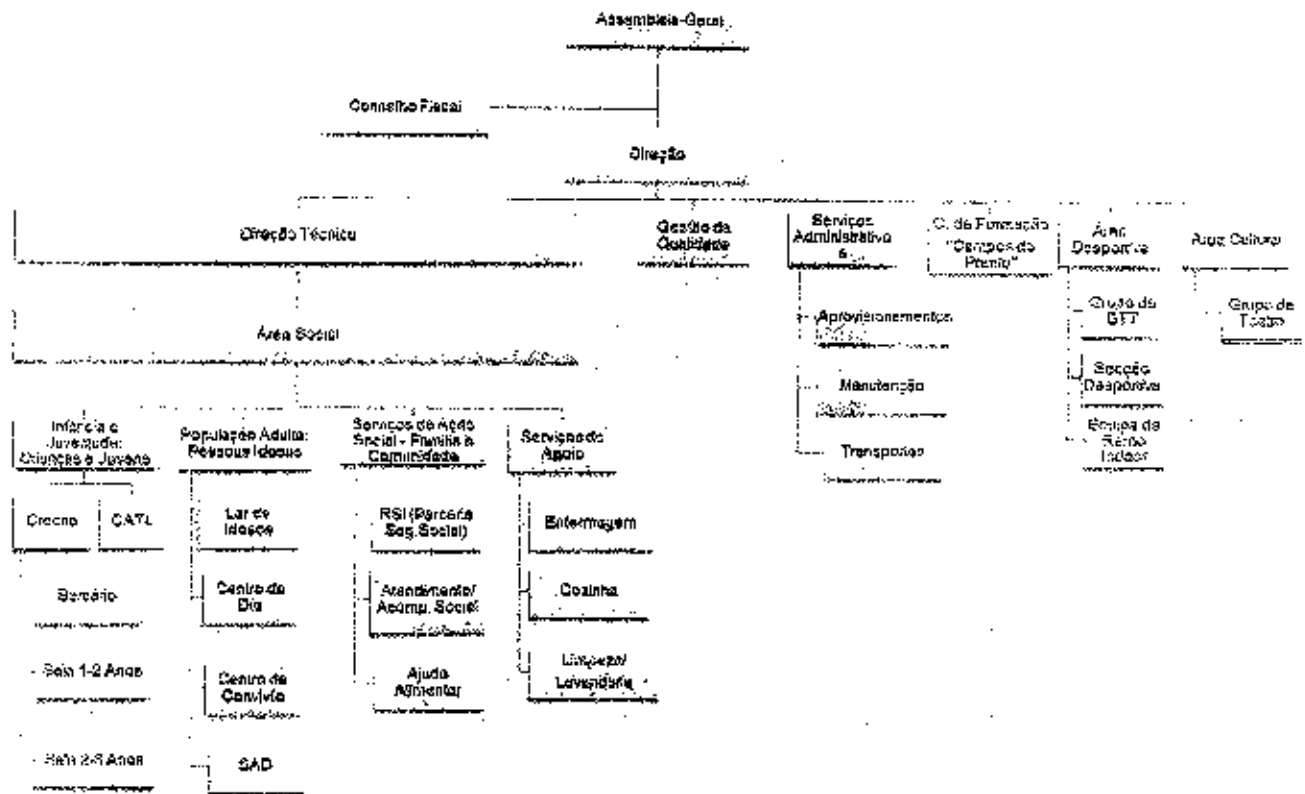 Assembleia-Geral
Conselho Fiscal
Direção
Direção Técnica
Gestão da
Qualidade
Serviços
Administrativo
s
C. de Formação
"Campos do
Área
Desportiva
Área Cultural
Área Social
Aprovisionamentos
Manutenção
Transportes
Grupo de
Secção
Desportiva
Equipa de
Grupo de
Teatro
Infância e
Juventude:
Crianças e Jovens
População Adulta:
Pessoas Idosas
Serviços de Ação
Social - Família e
Comunidade
Serviços de
Apoio
Creche
CATL
Berçário
Sala 1-2 Anos
Sala 2-3 Anos
Lar de
Idosos
Centro de
Dia
Centro de
Convívio
SAD
RSI (Parceria
Seg. Social)
Atendimento/
Acomp. Social
Ajuda
Alimentar
Enfermagem
Cozinha
Limpeza/
Lavandaria